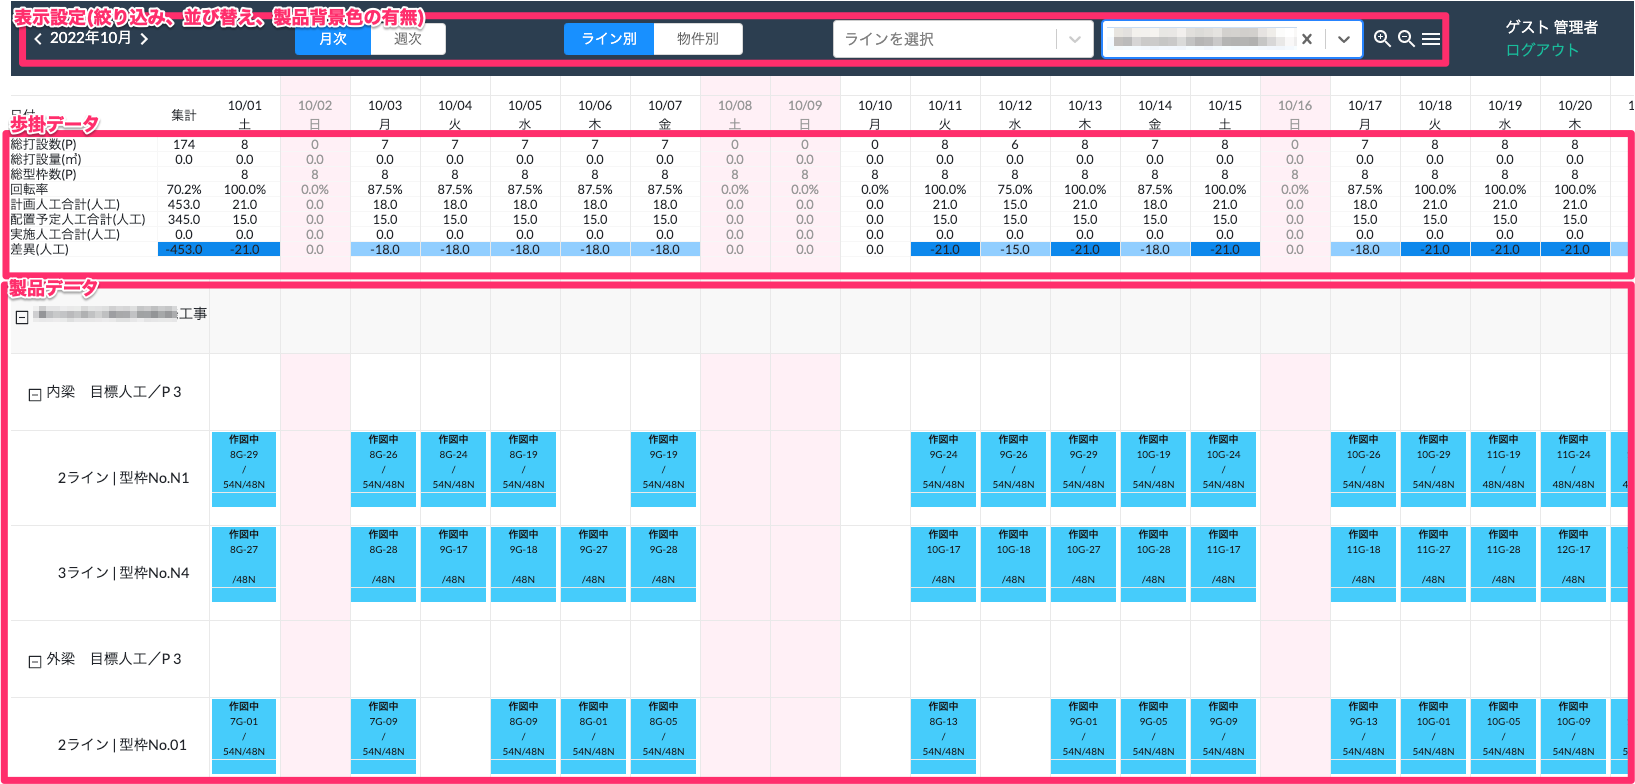 表示設定(絞り込み、並び替え、製品背景色の有無)
2022年10月
月次 週次
ライン別 物件別
ラインを選択
ゲスト 管理者
ログアウト
集計 10/01 10/02 10/03 10/04 10/05 10/06 10/07 10/08 10/09 10/10 10/11 10/12 10/13 10/14 10/15 10/16 10/17 10/18 10/19 10/20
土 日 月 火 水 木 金 土 日 月 火 水 木 金 土 日 月 火 水 木
歩掛データ
総打設数(P) 174 8 0 7 7 7 7 7 0 0 0 8 6 8 7 8 0 7 8 8 8
総打設量(㎥) 0.0 0.0 0.0 0.0 0.0 0.0 0.0 0.0 0.0 0.0 0.0 0.0 0.0 0.0 0.0 0.0 0.0 0.0 0.0 0.0 0.0
総型枠数(P) 8 8 8 8 8 8 8 8 8 8 8 8 8 8 8 8 8 8 8 8
回転率 70.2% 100.0% 0.0% 87.5% 87.5% 87.5% 87.5% 87.5% 0.0% 0.0% 0.0% 100.0% 75.0% 100.0% 87.5% 100.0% 0.0% 87.5% 100.0% 100.0% 100.0%
計画人工合計(人工) 453.0 21.0 0.0 18.0 18.0 18.0 18.0 18.0 0.0 0.0 0.0 21.0 15.0 21.0 18.0 21.0 0.0 18.0 21.0 21.0 21.0
配置予定人工合計(人工) 345.0 15.0 0.0 15.0 15.0 15.0 15.0 15.0 0.0 0.0 0.0 15.0 15.0 15.0 15.0 15.0 0.0 15.0 15.0 15.0 15.0
実施人工合計(人工) 0.0 0.0 0.0 0.0 0.0 0.0 0.0 0.0 0.0 0.0 0.0 0.0 0.0 0.0 0.0 0.0 0.0 0.0 0.0 0.0 0.0
差異(人工) -453.0 -21.0 0.0 -18.0 -18.0 -18.0 -18.0 -18.0 0.0 0.0 0.0 -21.0 -15.0 -21.0 -18.0 -21.0 0.0 -18.0 -21.0 -21.0 -21.0
製品データ
工事
内梁 目標人工／P 3
作図中 作図中 作図中 作図中 作図中 作図中 作図中 作図中 作図中 作図中 作図中 作図中 作図中 作図中
8G-29 8G-26 8G-24 8G-19 9G-19 9G-24 9G-26 9G-29 10G-19 10G-24 10G-26 10G-29 11G-19 11G-24
/ / / / / / / / / / / / / /
2ライン | 型枠No.N1
54N/48N 54N/48N 54N/48N 54N/48N 54N/48N 54N/48N 54N/48N 54N/48N 54N/48N 54N/48N 54N/48N 54N/48N 48N/48N 48N/48N
作図中 作図中 作図中 作図中 作図中 作図中 作図中 作図中 作図中 作図中 作図中 作図中 作図中 作図中 作図中
8G-27 8G-28 9G-17 9G-18 9G-27 9G-28 10G-17 10G-18 10G-27 10G-28 11G-17 11G-18 11G-27 11G-28 12G-17
3ライン | 型枠No.N4
/48N /48N /48N /48N /48N /48N /48N /48N /48N /48N /48N /48N /48N /48N /48N
外梁 目標人工／P 3
作図中 作図中 作図中 作図中 作図中 作図中 作図中 作図中 作図中 作図中 作図中 作図中 作図中
7G-01 7G-09 8G-09 8G-01 8G-05 8G-13 9G-01 9G-05 9G-09 9G-13 10G-01 10G-05 10G-09
/ / / / / / / / / / / / /
2ライン | 型枠No.01
54N/48N 54N/48N 54N/48N 54N/48N 54N/48N 54N/48N 54N/48N 54N/48N 54N/48N 54N/48N 54N/48N 54N/48N 54N/48N